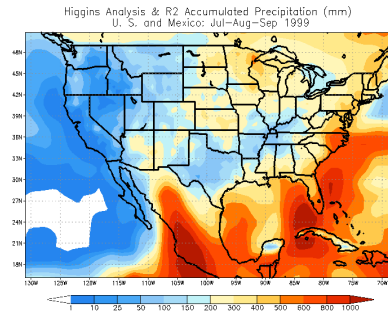 Higgins Analysis & R2 Accumulated Precipitation (mm)
U. S. and Mexico: Jul-Aug-Sep 1999
48N
45N
42N
39N
36N
33N
30N
27N
24N
21N
18N
130W 125W 120W 115W 110W 105W 100W 95W 90W 85W 80W 75W 70W
1 10 25 50 100 150 200 300 400 500 600 800 1000